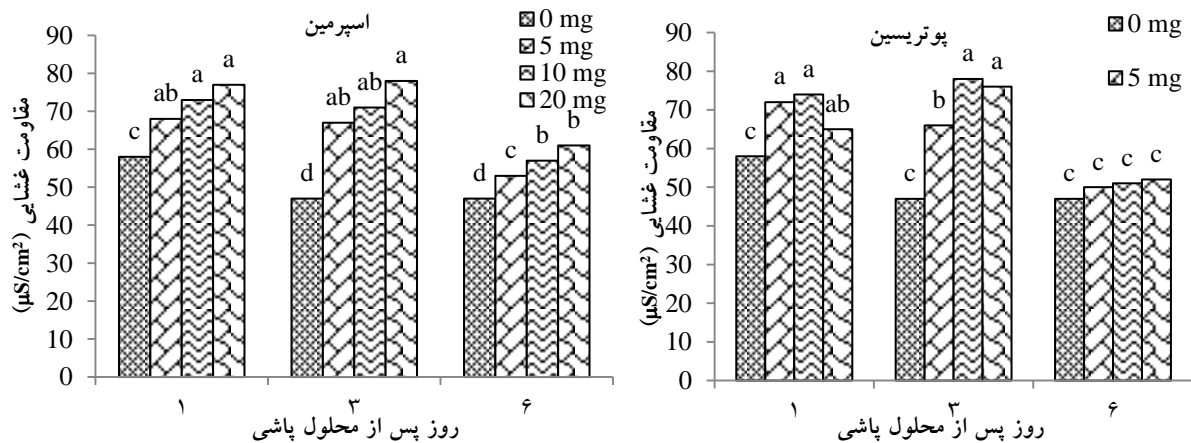 اسپرمین
0 mg
5 mg
10 mg
20 mg
مقاومت غشایی (µS/cm²)
90
80
70
60
50
40
30
20
10
0
c ab a a
d ab ab a
d c b b
۱ ۳ ۶
روز پس از محلول پاشی
پوتریسین
0 mg
5 mg
مقاومت غشایی (µS/cm²)
90
80
70
60
50
40
30
20
10
0
c a a ab
c b a a
c c c c
۱ ۳ ۶
روز پس از محلول پاشی